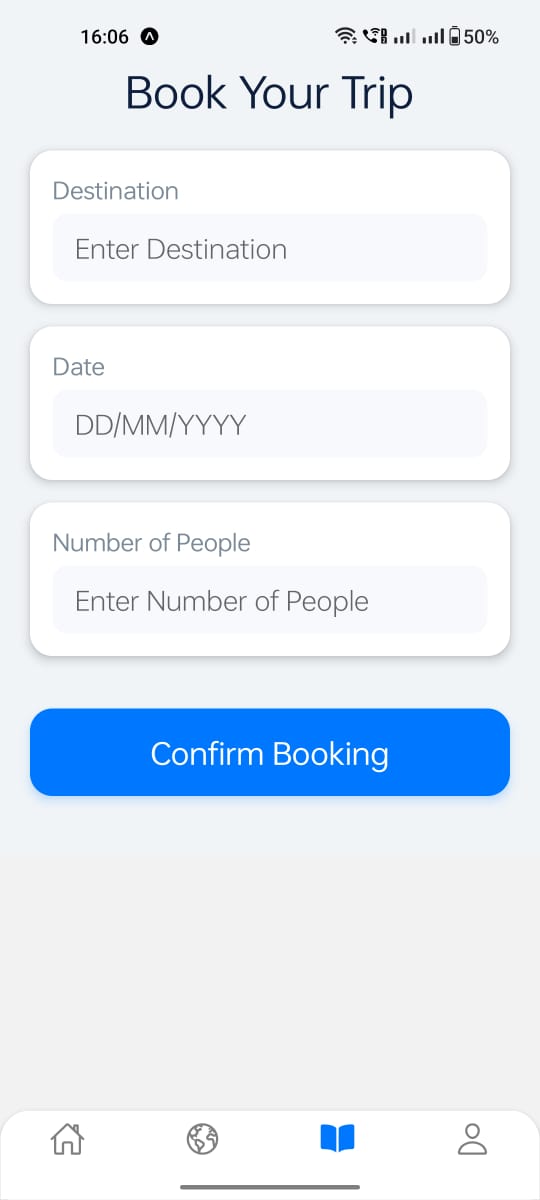 16:06 50%
Book Your Trip
Destination
Enter Destination
Date
DD/MM/YYYY
Number of People
Enter Number of People
Confirm Booking